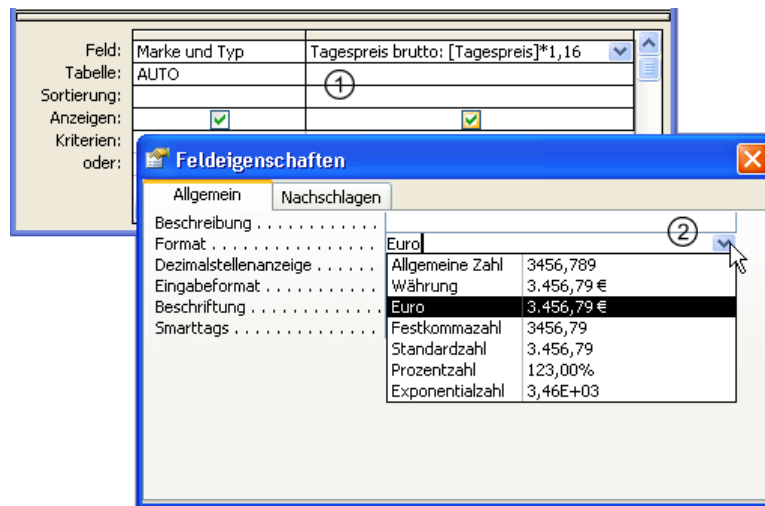 Feld: Marke und Typ Tagespreis brutto: [Tagespreis]*1,16
Tabelle: AUTO
1
Sortierung:
Anzeigen:
Kriterien:
oder:
Feldeigenschaften
Allgemein Nachschlagen
Beschreibung . . . . . . . . . . . .
2
Format . . . . . . . . . . . . . . . . Euro
Dezimalstellenanzeige . . . . . . Allgemeine Zahl 3456,789
Eingabeformat . . . . . . . . . . . Währung 3.456,79 €
Beschriftung . . . . . . . . . . . . . Euro 3.456,79 €
Smarttags . . . . . . . . . . . . . . Festkommazahl 3456,79
Standardzahl 3.456,79
Prozentzahl 123,00%
Exponentialzahl 3,46E+03